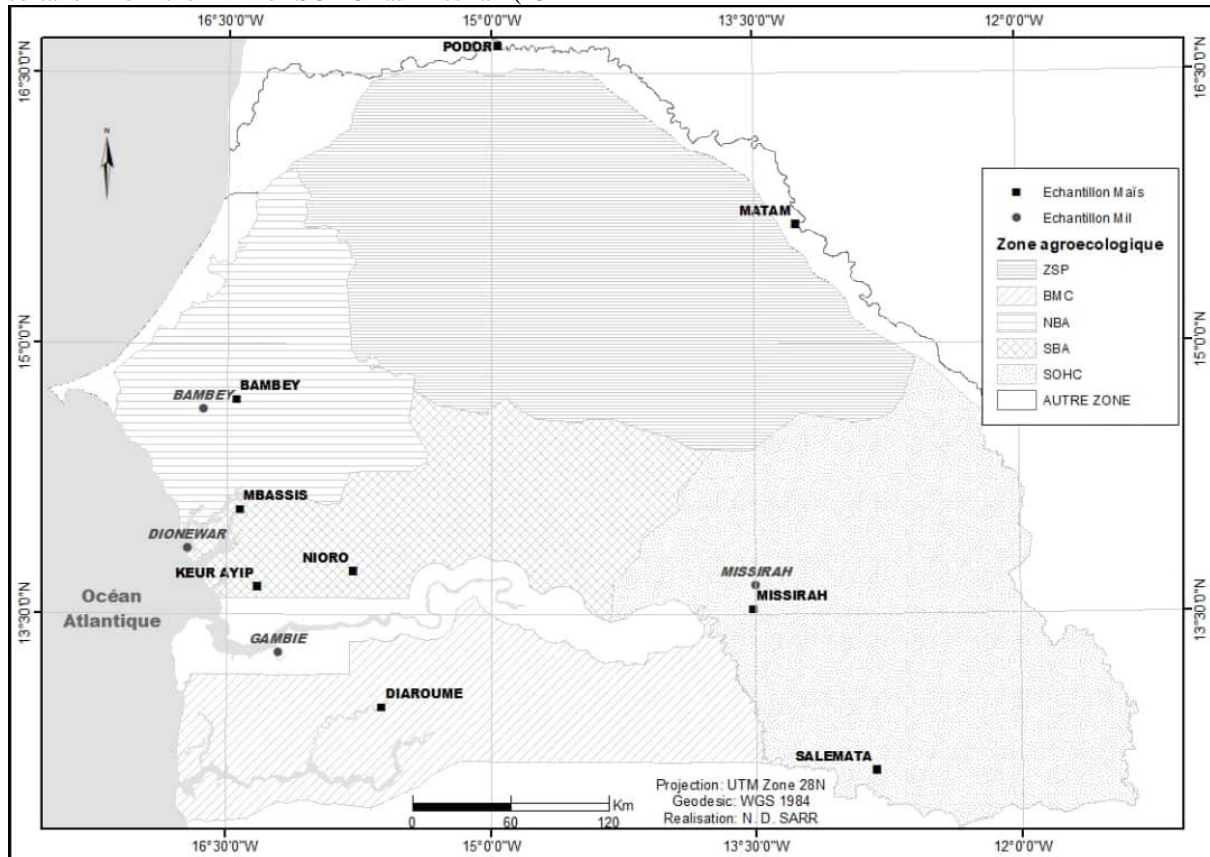 16°30'0"W 15°0'0"W 13°30'0"W 12°0'0"W
PODOR
16°30'0"N 16°30'0"N
N
Echantillon Maïs
Echantillon Mil
Zone agroecologique
ZSP
BMC
NBA
SBA
SOHC
AUTRE ZONE
MATAM
15°0'0"N 15°0'0"N
BAMBEY BAMBEY
MBASSIS
DIONEWAR
NIORO
KEUR AYIP
MISSIRAH
MISSIRAH
Océan
Atlantique
13°30'0"N 13°30'0"N
GAMBIE
DIAROUME
SALEMATA
Projection: UTM Zone 28N
Geodesic: WGS 1984
Realisation: N. D. SARR
Km
0 60 120
16°30'0"W 15°0'0"W 13°30'0"W 12°0'0"W